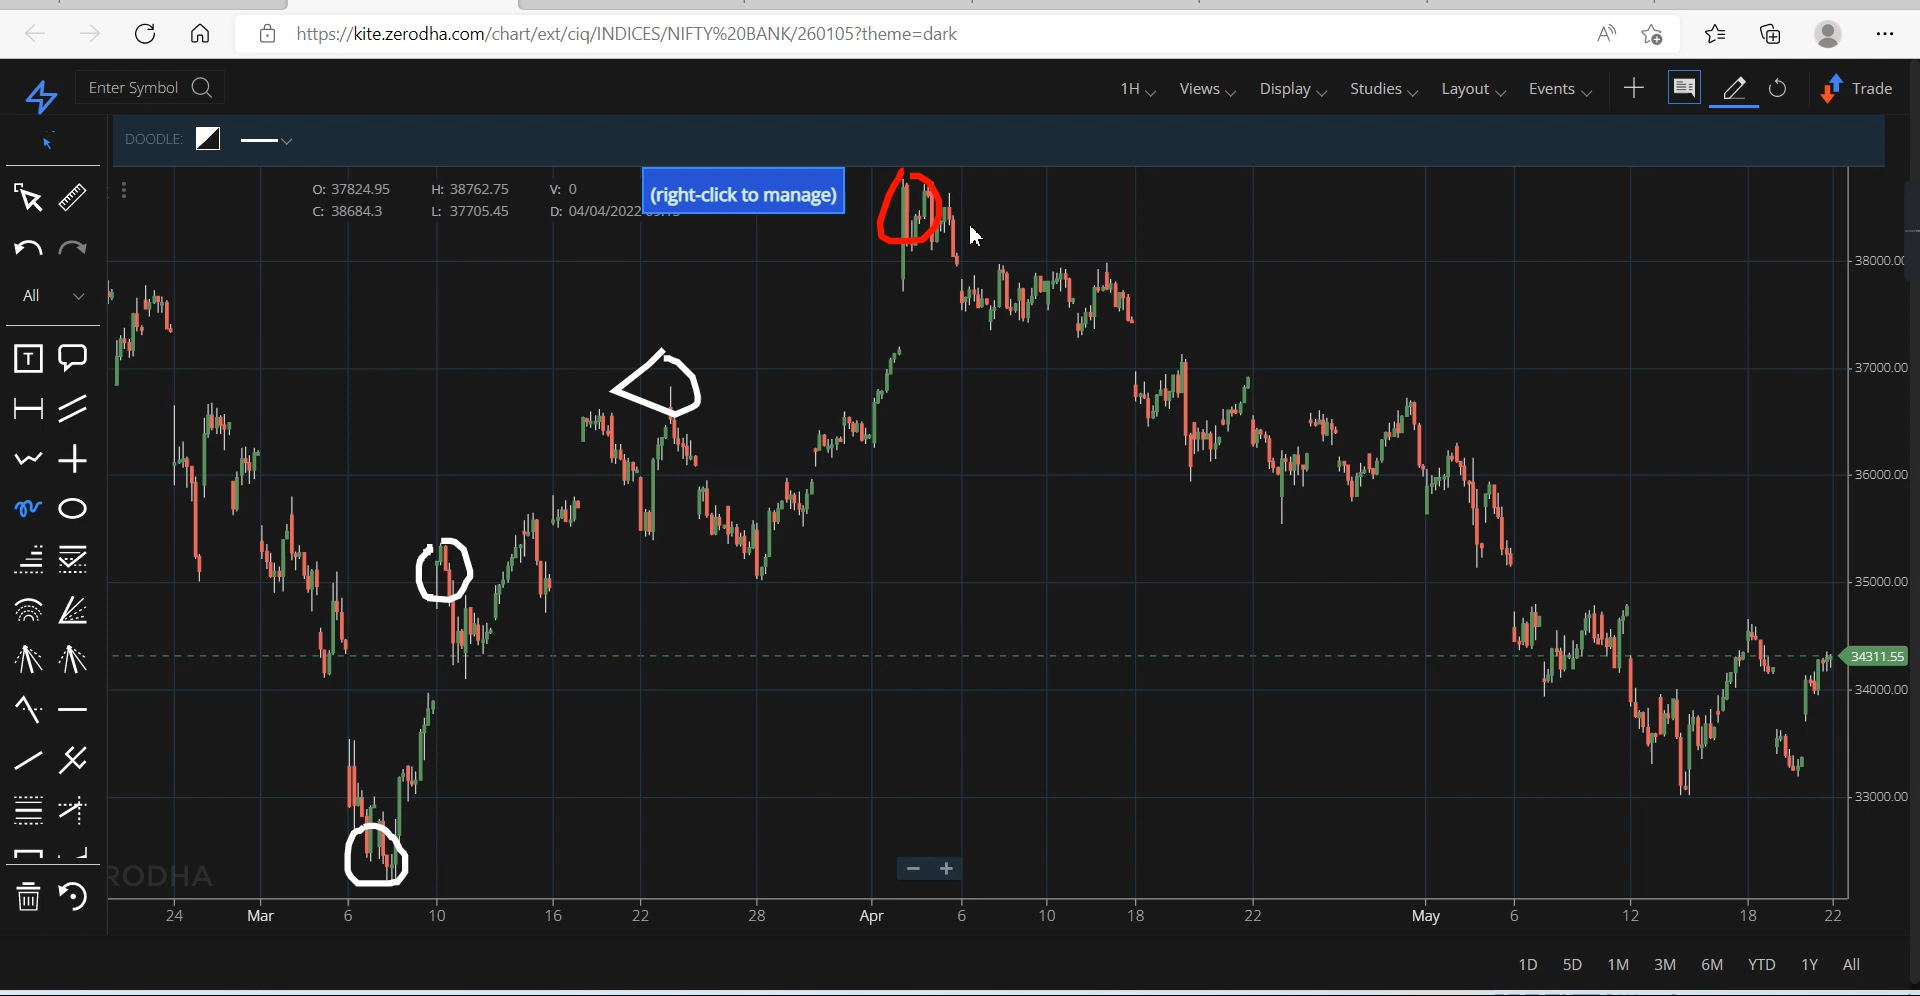 https://kite.zerodha.com/chart/ext/ciq/INDICES/NIFTY%20BANK/260105?theme=dark
Enter Symbol
1H Views Display Studies Layout Events Trade
DOODLE:
O: 37824.95 H: 38762.75 V: 0
C: 38684.3 L: 37705.45 D: 04/04/2022
(right-click to manage)
All
T
38000.00
37000.00
36000.00
35000.00
34311.55
34000.00
33000.00
RODHA
24 Mar 6 10 16 22 28 Apr 6 10 18 22 May 6 12 18 22
1D 5D 1M 3M 6M YTD 1Y All